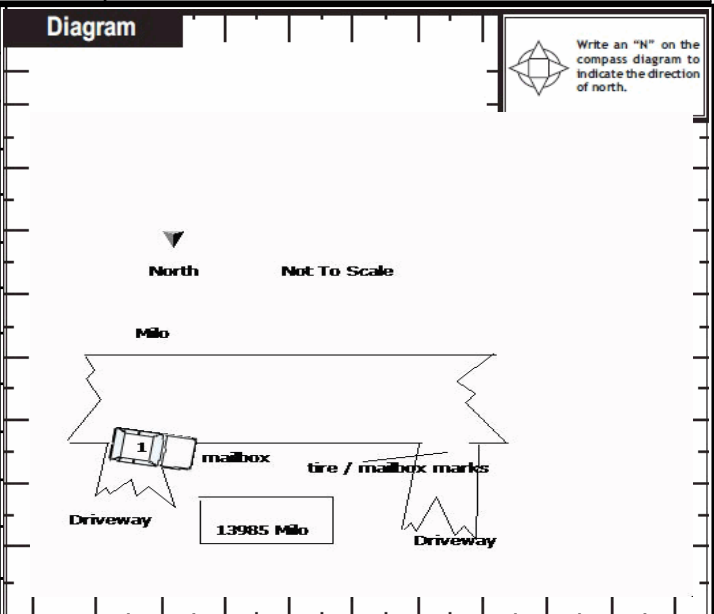 Diagram
Write an “N” on the
compass diagram to
indicate the direction
of north.
North
Not To Scale
Milo
1
mailbox
tire / mailbox marks
Driveway
13985 Milo
Driveway